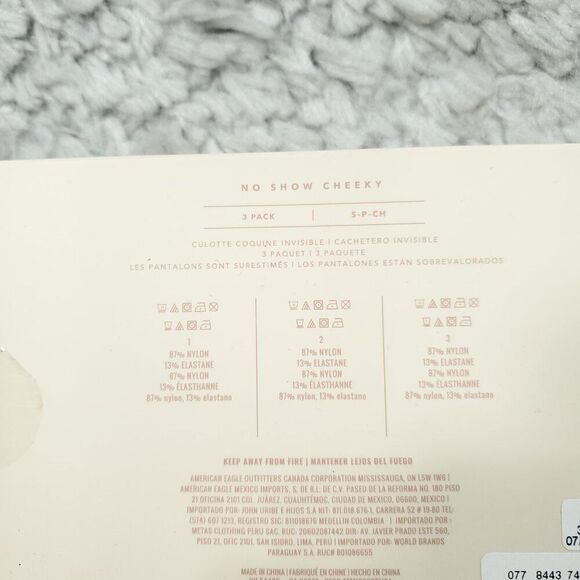 NO SHOW CHEEKY
3 PACK | S-P-CH
CULOTTE COQUINE INVISIBLE | CACHETERO INVISIBLE
3 PAQUET | 3 PAQUETE
LES PANTALONS SONT SURESTIMÉS | LOS PANTALONES ESTÁN SOBREVALORADOS
1
87% NYLON
13% ELASTANE
87% NYLON
13% ÉLASTHANNE
87% nylon, 13% elastano
2
87% NYLON
13% ELASTANE
87% NYLON
13% ÉLASTHANNE
87% nylon, 13% elastano
3
87% NYLON
13% ELASTANE
87% NYLON
13% ÉLASTHANNE
87% nylon, 13% elastano
KEEP AWAY FROM FIRE | MANTENER LEJOS DEL FUEGO
AMERICAN EAGLE OUTFITTERS CANADA CORPORATION MISSISSAUGA, ON L5W 1W6 |
AMERICAN EAGLE MEXICO IMPORTS, S. DE R.L. DE C.V. PASEO DE LA REFORMA NO. 180 PISO
21 OFICINA 2101 COL. JUÁREZ, CUAUHTÉMOC, CIUDAD DE MEXICO, 06600, MEXICO |
IMPORTADO POR: JOHN URIBE E HIJOS S.A NIT: 811.018.676-1, CARRERA 52 # 19-80 TEL:
(574) 607 1213, REGISTRO SIC: 811018676 MEDELLIN COLOMBIA | IMPORTADO POR:
METAS CLOTHING PERU SAC. RUC: 20602087442 DIR: AV. JAVIER PRADO ESTE 560,
PISO 21, OFIC 2101, SAN ISIDRO, LIMA, PERÚ | IMPORTADO POR: WORLD BRANDS
PARAGUAY S.A. RUC# 801086655
MADE IN CHINA | FABRIQUÉ EN CHINE | HECHO EN CHINA
3
07
077 8443 74